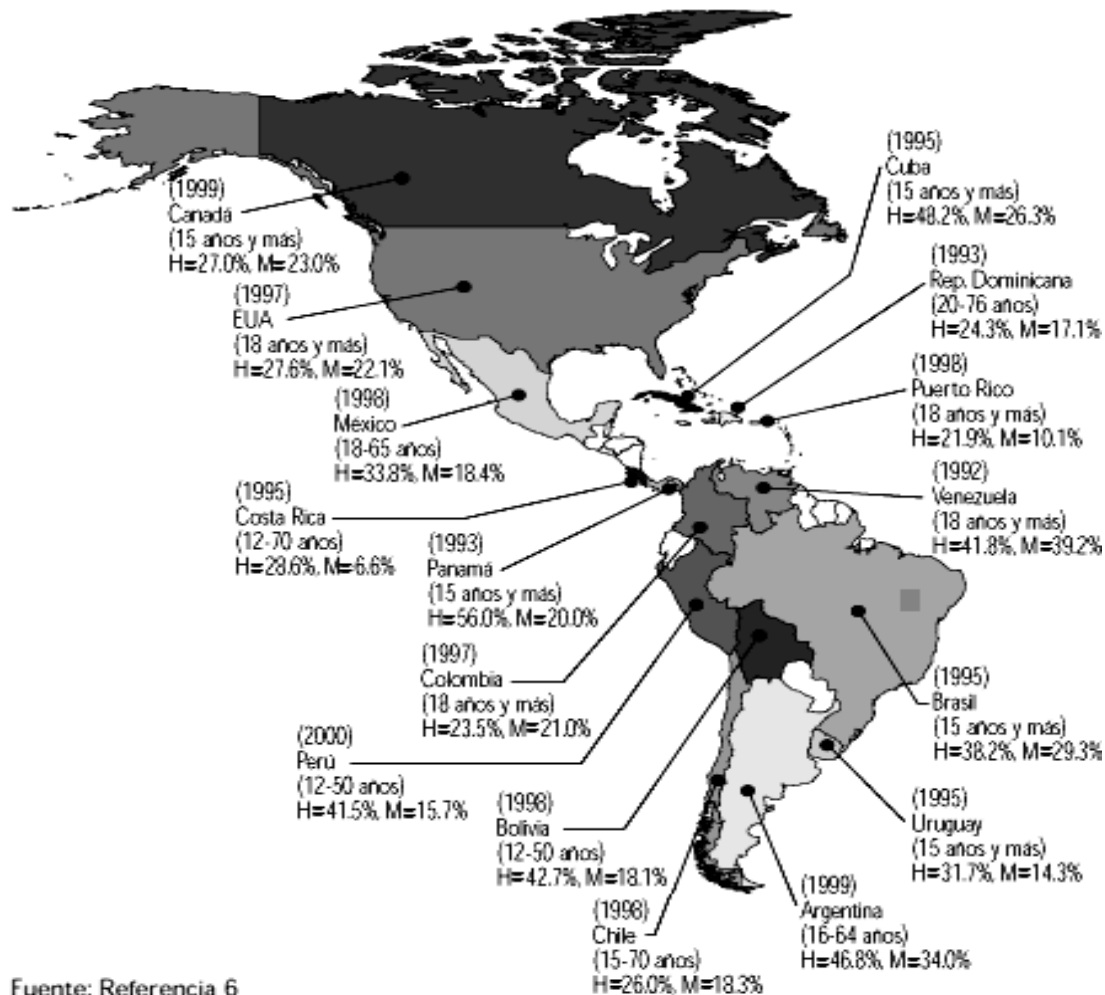 (1995)
Cuba
(15 años y más)
H=48.2%, M=26.3%
(1999)
Canadá
(15 años y más)
H=27.0%, M=23.0%
(1993)
Rep. Dominicana
(20-76 años)
H=24.3%, M=17.1%
(1997)
EUA
(18 años y más)
H=27.6%, M=22.1%
(1998)
Puerto Rico
(18 años y más)
H=21.9%, M=10.1%
(1998)
México
(18-65 años)
H=33.8%, M=18.4%
(1992)
Venezuela
(18 años y más)
H=41.8%, M=39.2%
(1995)
Costa Rica
(12-70 años)
H=28.6%, M=6.6%
(1993)
Panamá
(15 años y más)
H=56.0%, M=20.0%
(1997)
Colombia
(18 años y más)
H=23.5%, M=21.0%
(1995)
Brasil
(15 años y más)
H=38.2%, M=29.3%
(2000)
Perú
(12-50 años)
H=41.5%, M=15.7%
(1998)
Bolivia
(12-50 años)
H=42.7%, M=18.1%
(1995)
Uruguay
(15 años y más)
H=31.7%, M=14.3%
(1999)
Argentina
(16-64 años)
H=46.8%, M=34.0%
(1998)
Chile
(15-70 años)
H=26.0%, M=18.3%
Fuente: Referencia 6